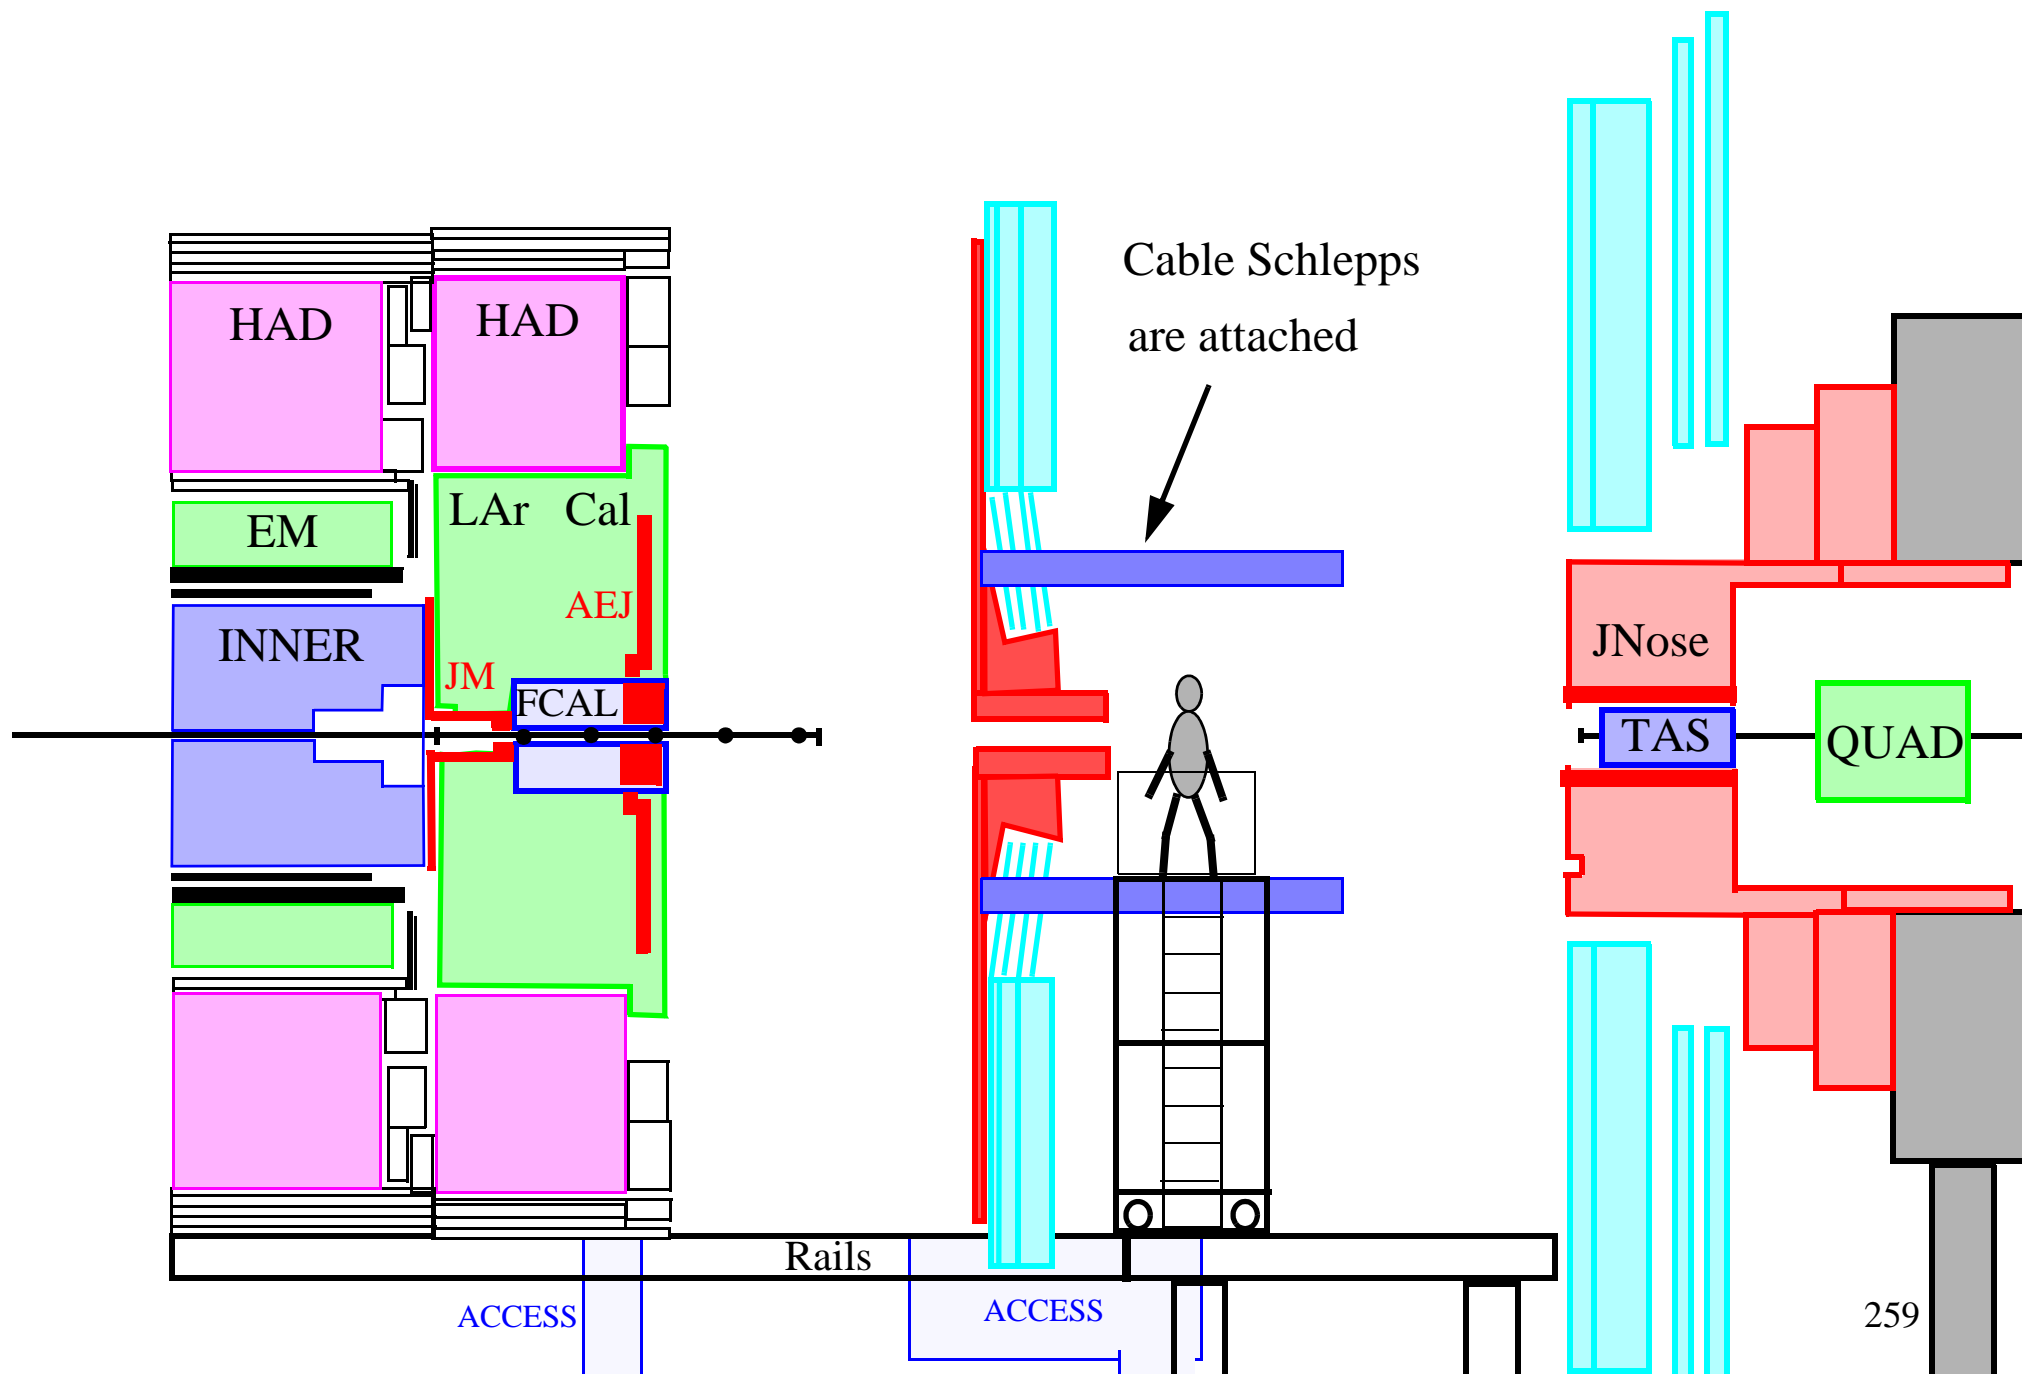 Cable Schlepps
are attached
HAD
HAD
LAr Cal
EM
AEJ
INNER
JM
FCAL
JNose
TAS
QUAD
Rails
ACCESS
ACCESS
259